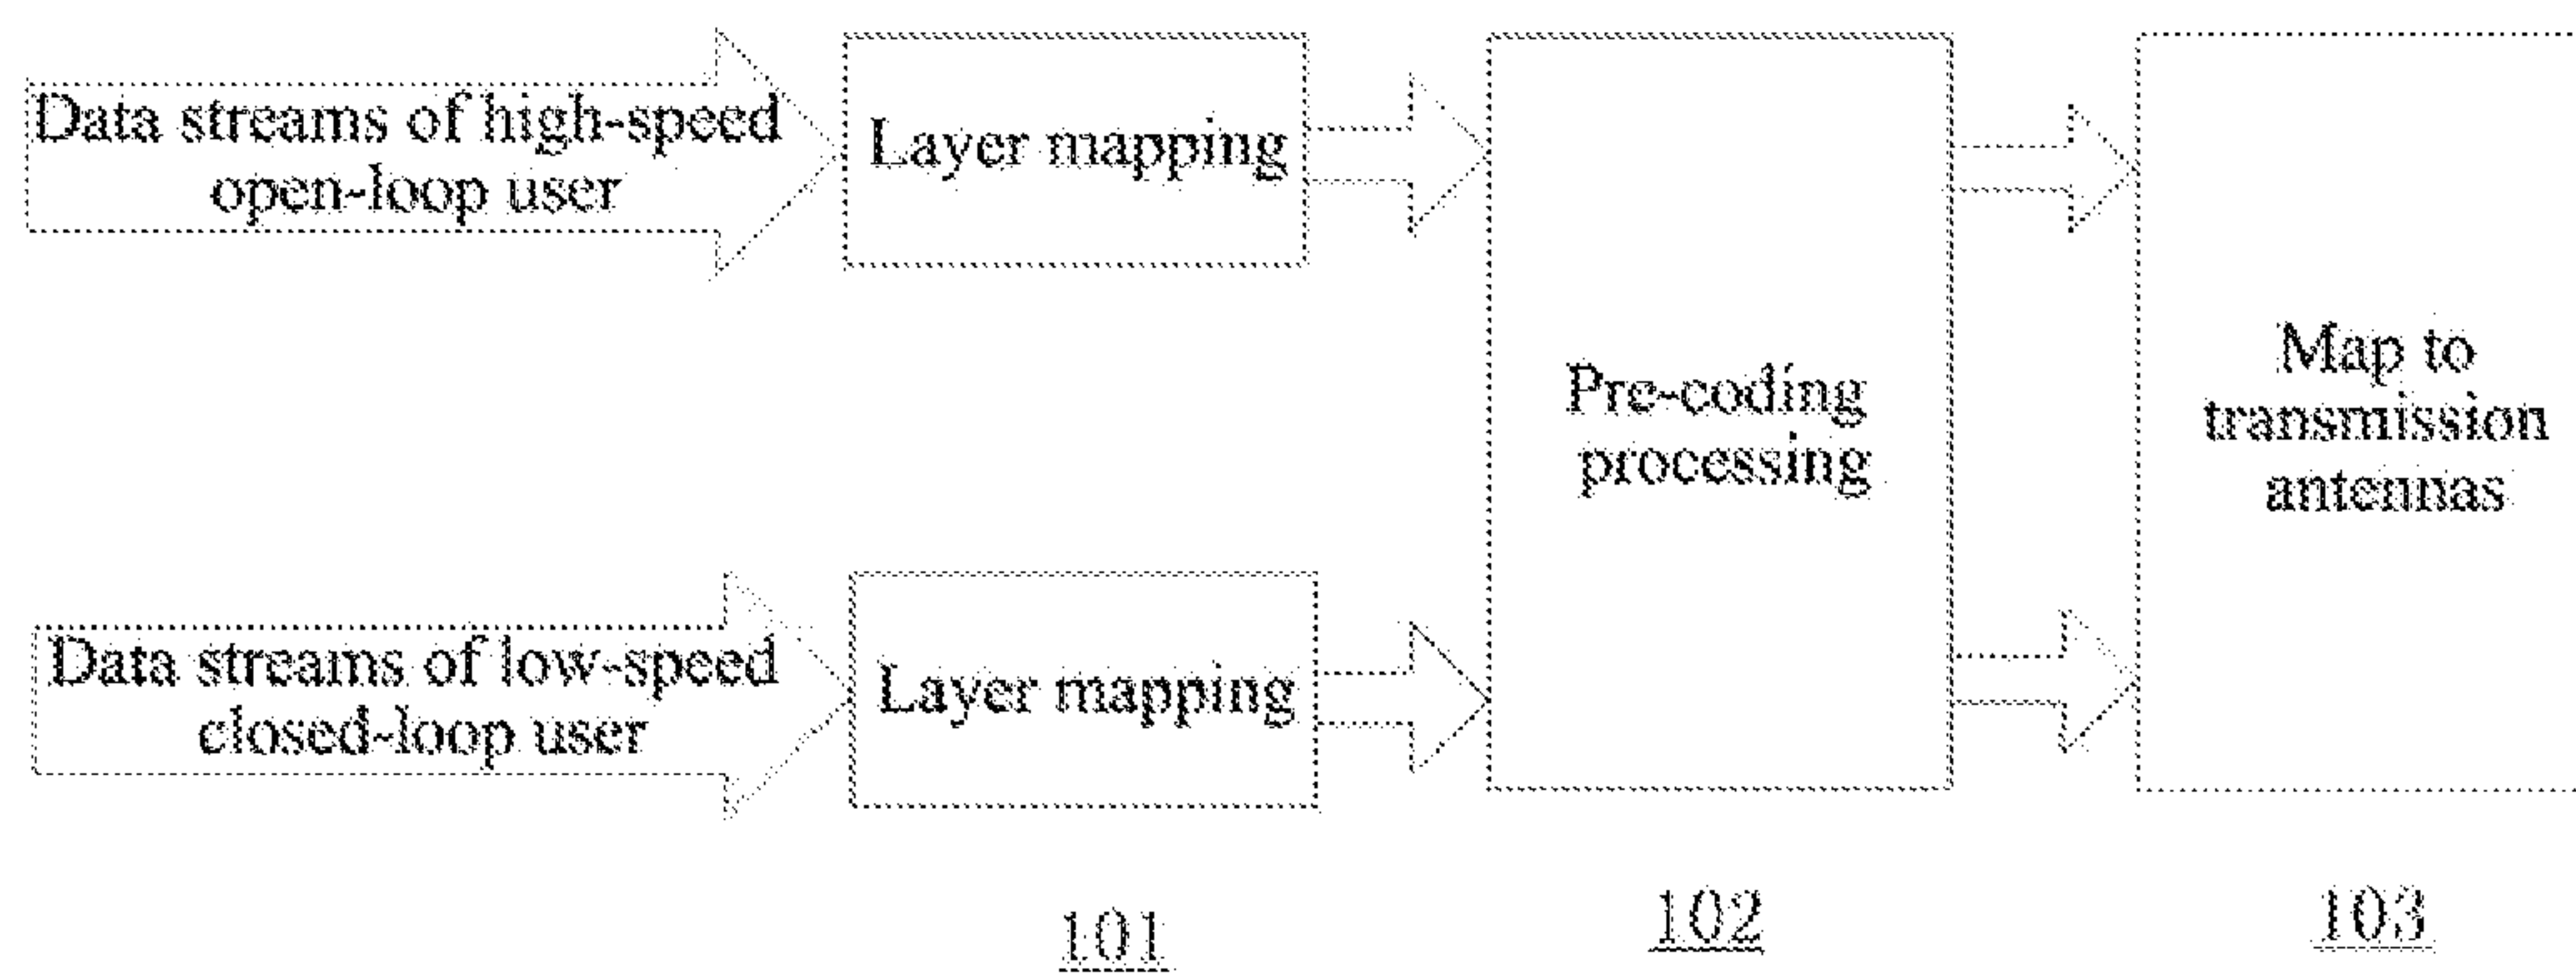 Data streams of high-speed
open-loop user
Layer mapping
Pre-coding
processing
Map to
transmission
antennas
Data streams of low-speed
closed-loop user
Layer mapping
101
102
103